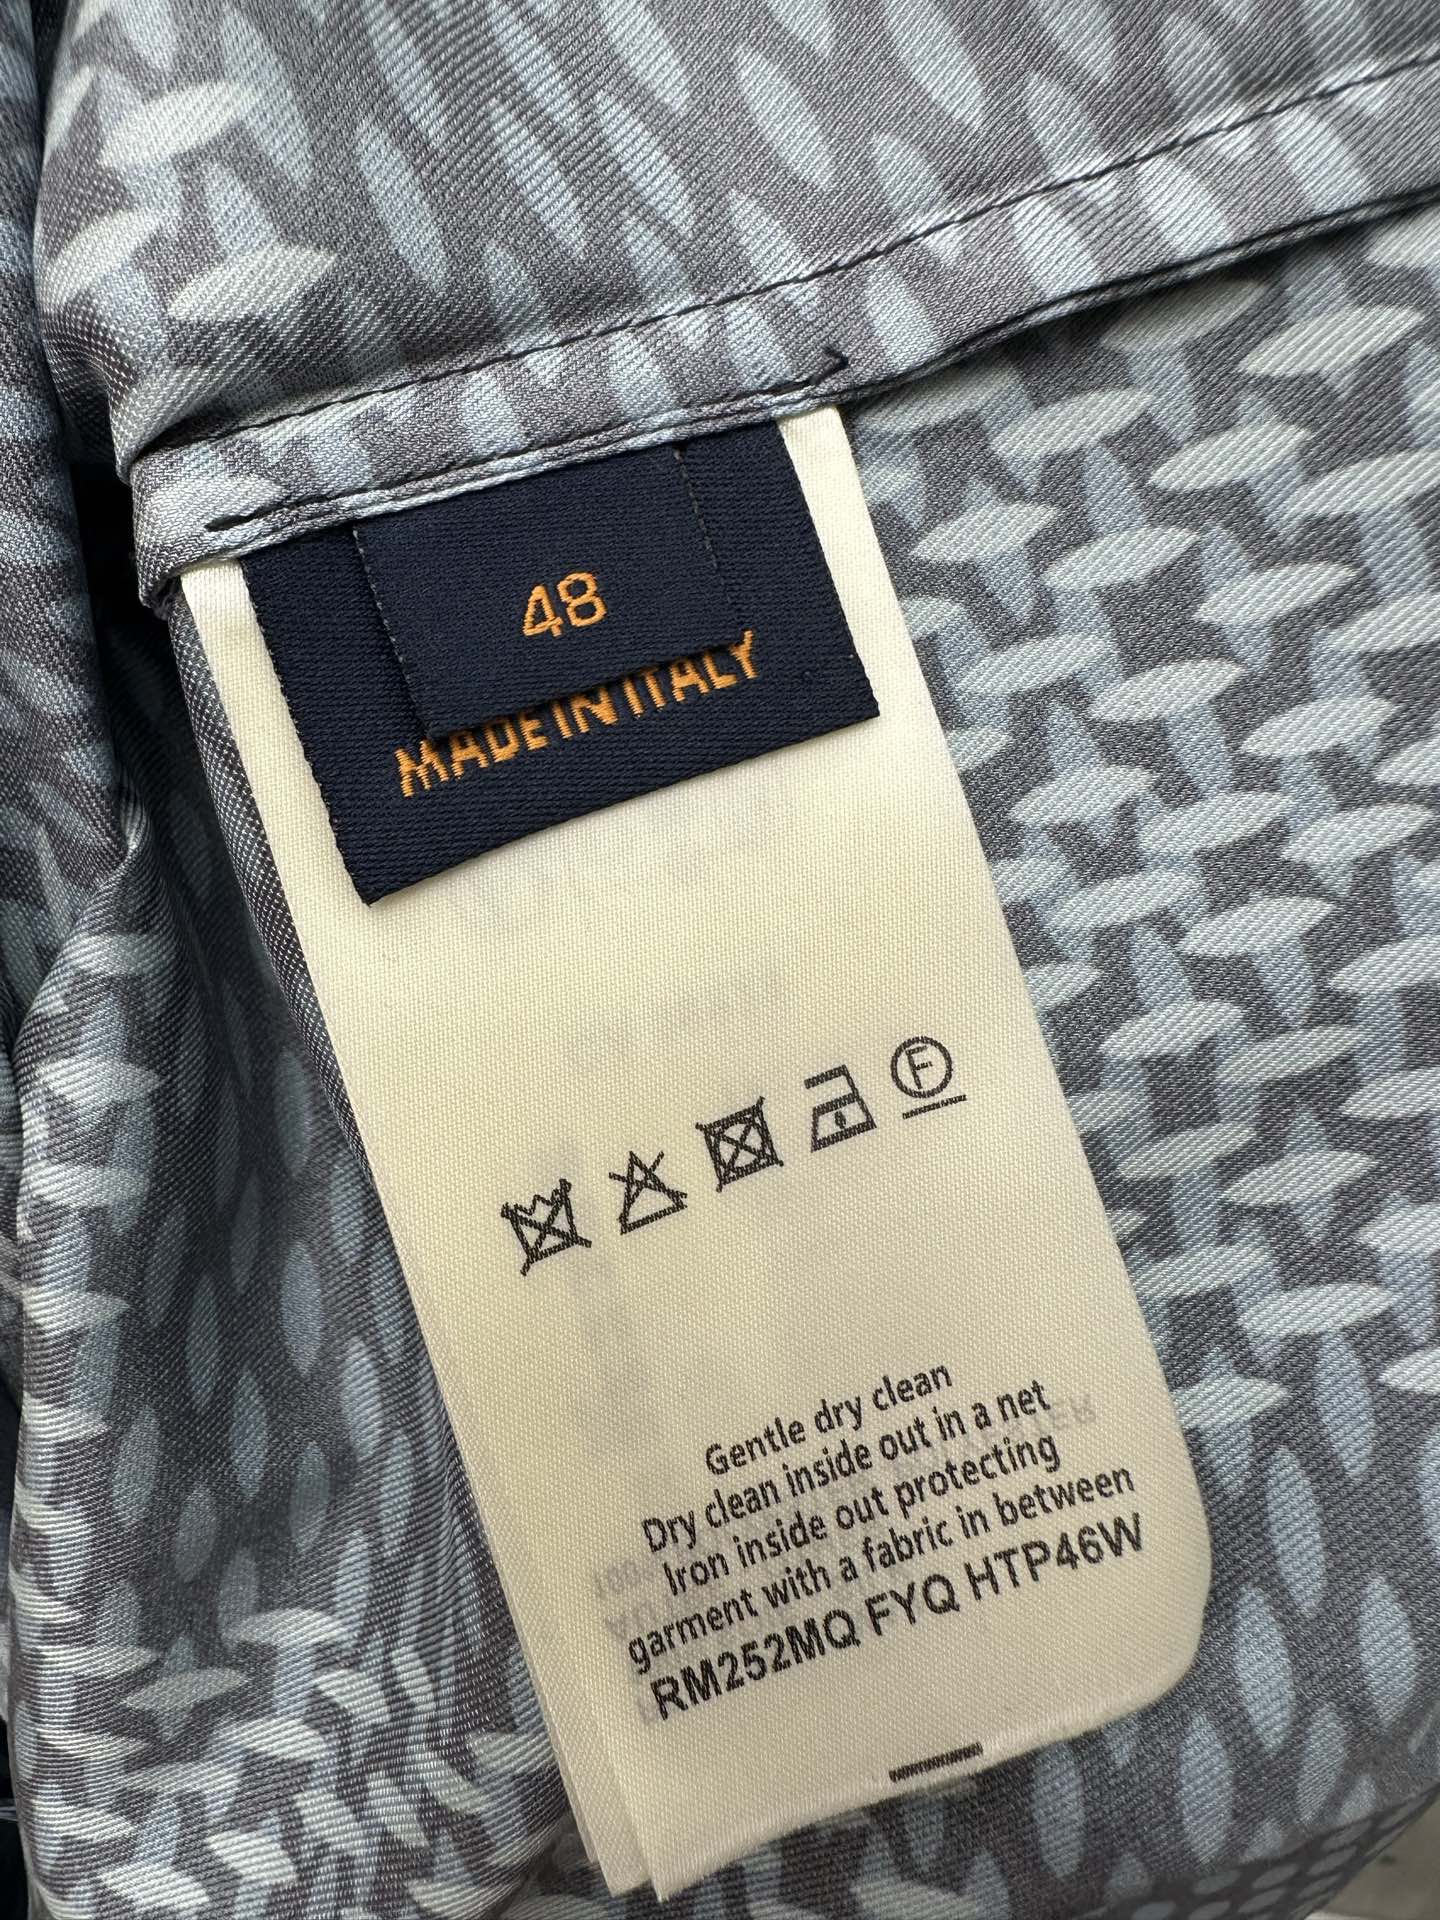 48
MADE IN ITALY
F
Gentle dry clean
Dry clean inside out in a net
Iron inside out protecting
garment with a fabric in between
RM252MQ FYQ HTP46W